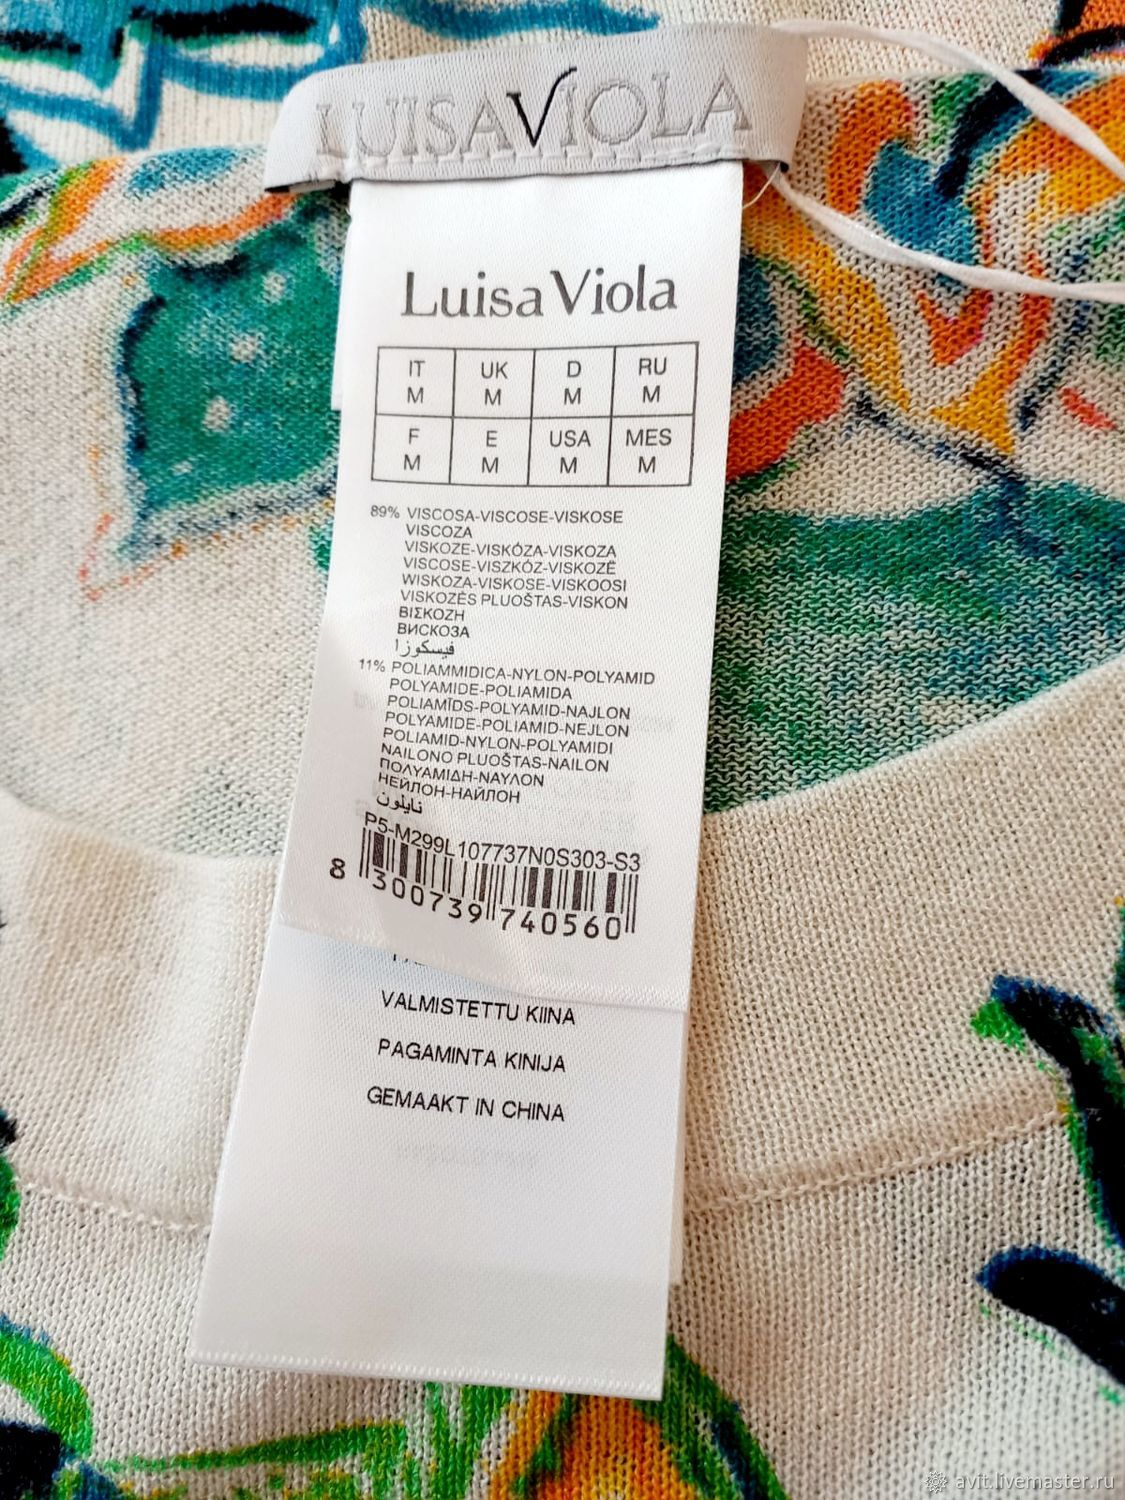 LUISAVIOLA
Luisa Viola
IT UK D RU
M M M M
F E USA MES
M M M M
89% VISCOSA-VISCOSE-VISKOSE
VISCOZA
VISKOZE-VISKÓZA-VISKOZA
VISCOSE-VISZKÓZ-VISKOZĖ
WISKOZA-VISKOSE-VISKOOSI
VISKOZĖS PLUOŠTAS-VISKON
ΒΙΣΚΟΖΗ
ВИСКОЗА
فيسكوزا
11% POLIAMMIDICA-NYLON-POLYAMID
POLYAMIDE-POLIAMIDA
POLIAMĪDS-POLYAMID-NAJLON
POLYAMIDE-POLIAMID-NEJLON
POLIAMID-NYLON-POLYAMIDI
NAILONO PLUOŠTAS-NAILON
ΠΟΛΥΑΜΙΔΗ-ΝΑΥΛΟΝ
НЕЙЛОН-НАЙЛОН
نايلون
P5-M299L107737N0S303-S3
8 300739 740560
VALMISTETTU KIINA
PAGAMINTA KINIJA
GEMAAKT IN CHINA
avit.livemaster.ru